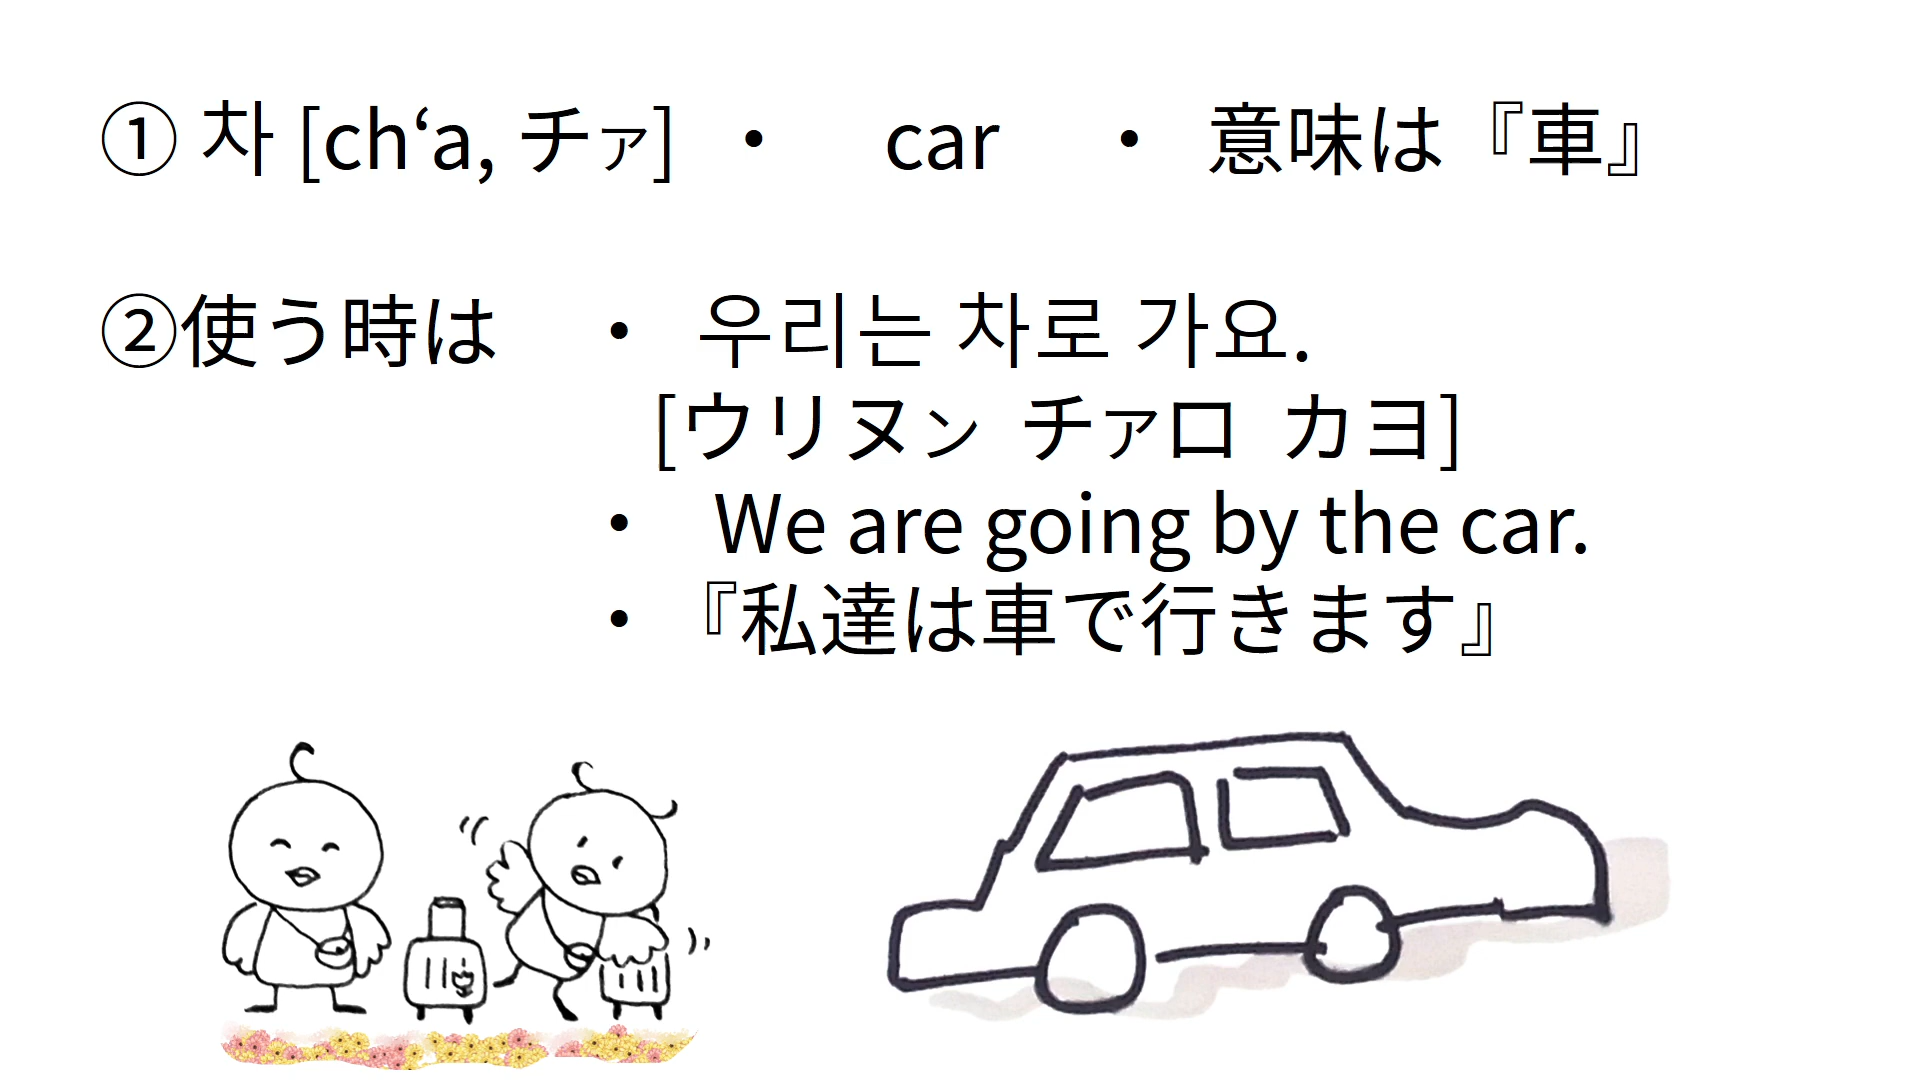 ① 차 [ch‘a, チァ] ・ car ・ 意味は『車』
②使う時は ・ 우리는 차로 가요.
[ウリヌン チァロ カヨ]
・ We are going by the car.
・『私達は車で行きます』